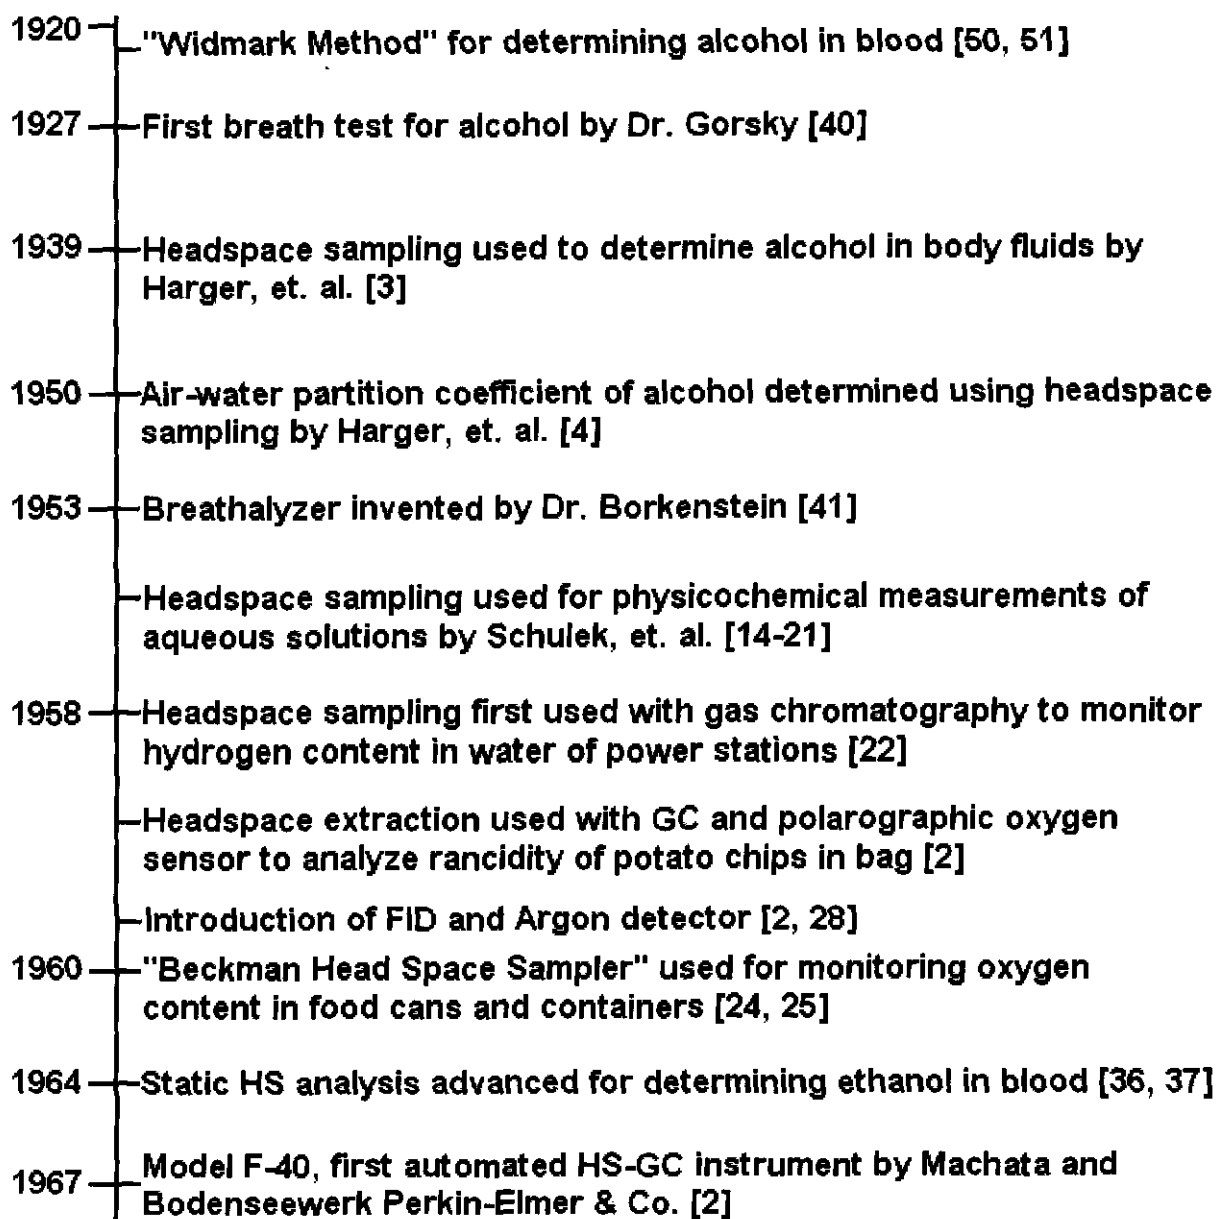 1920
"Widmark Method" for determining alcohol in blood [50, 51]
1927 First breath test for alcohol by Dr. Gorsky [40]
1939 Headspace sampling used to determine alcohol in body fluids by
Harger, et. al. [3]
1950 Air-water partition coefficient of alcohol determined using headspace
sampling by Harger, et. al. [4]
1953 Breathalyzer invented by Dr. Borkenstein [41]
Headspace sampling used for physicochemical measurements of
aqueous solutions by Schulek, et. al. [14-21]
1958 Headspace sampling first used with gas chromatography to monitor
hydrogen content in water of power stations [22]
Headspace extraction used with GC and polarographic oxygen
sensor to analyze rancidity of potato chips in bag [2]
Introduction of FID and Argon detector [2, 28]
1960 "Beckman Head Space Sampler" used for monitoring oxygen
content in food cans and containers [24, 25]
1964 Static HS analysis advanced for determining ethanol in blood [36, 37]
1967 Model F-40, first automated HS-GC instrument by Machata and
Bodenseewerk Perkin-Elmer & Co. [2]